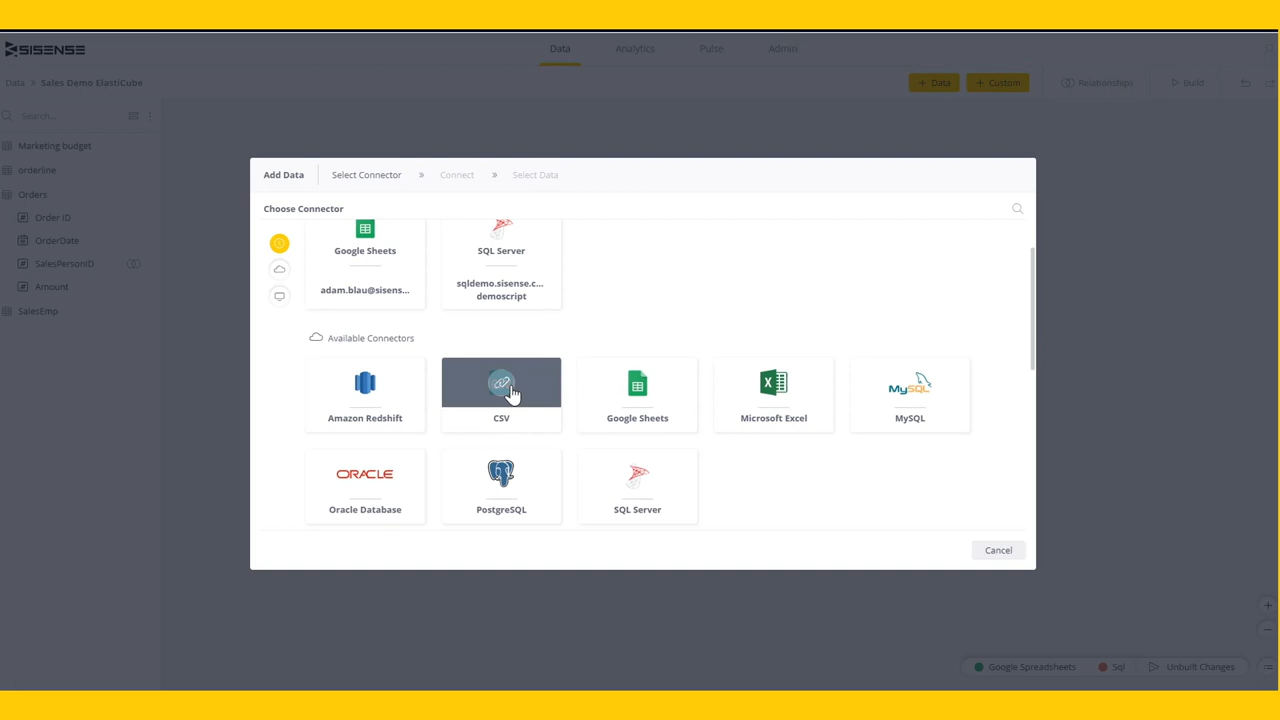 SISENSE
Data
Analytics
Pulse
Admin
Data > Sales Demo ElastiCube
+ Data
+ Custom
Relationships
Build
Search...
Marketing budget
orderline
Orders
Order ID
OrderDate
SalesPersonID
Amount
SalesEmp
Add Data
Select Connector » Connect » Select Data
Choose Connector
Google Sheets
adam.blau@sisens...
SQL Server
sqldemo.sisense.c...
demoscript
Available Connectors
Amazon Redshift
CSV
Google Sheets
Microsoft Excel
MySQL
MySQL
ORACLE
Oracle Database
PostgreSQL
SQL Server
Cancel
Google Spreadsheets
Sql
Unbuilt Changes